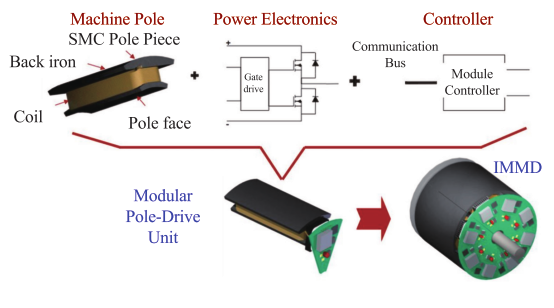 Machine Pole
Power Electronics
Controller
SMC Pole Piece
Back iron
Coil
Pole face
+
+
Gate
drive
-
+
Communication
Bus
Module
Controller
Modular
Pole-Drive
Unit
IMMD